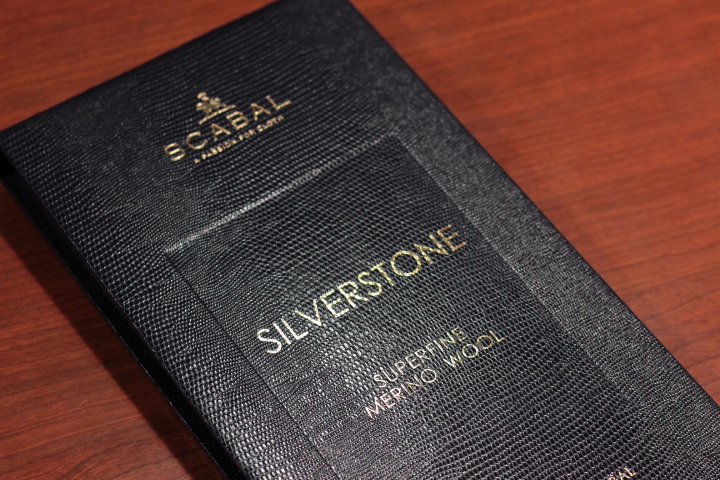 SCABAL
A PASSION FOR CLOTH
SILVERSTONE
SUPERFINE
MERINO WOOL